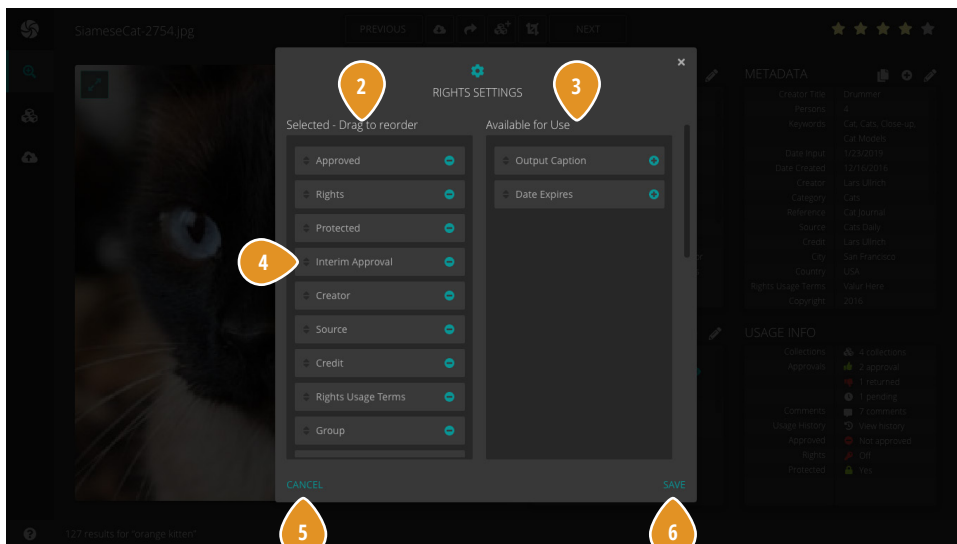 SiameseCat-2754.jpg
PREVIOUS
NEXT
2
3
RIGHTS SETTINGS
×
Selected - Drag to reorder
Available for Use
Approved
Output Caption
Rights
Date Expires
Protected
4
Interim Approval
Creator
Source
Credit
Rights Usage Terms
Group
CANCEL
SAVE
5
6
METADATA
Creator Title Drummer
Persons 4
Keywords Cat, Cats, Close-up,
Cat Models
Date Input 1/23/2016
Date Created 12/16/2016
Creator Lars Ullrich
Category Cats
Reference Cat Journal
Source Cats Daily
Credit Lars Ullrich
City San Francisco
Country USA
Rights Usage Terms Valur Here
Copyright 2016
USAGE INFO
Collections 4 collections
Approvals 2 approval
1 returned
1 pending
Comments 7 comments
Usage History View history
Approved Not approved
Rights Off
Protected Yes
127 results for "orange kitten"